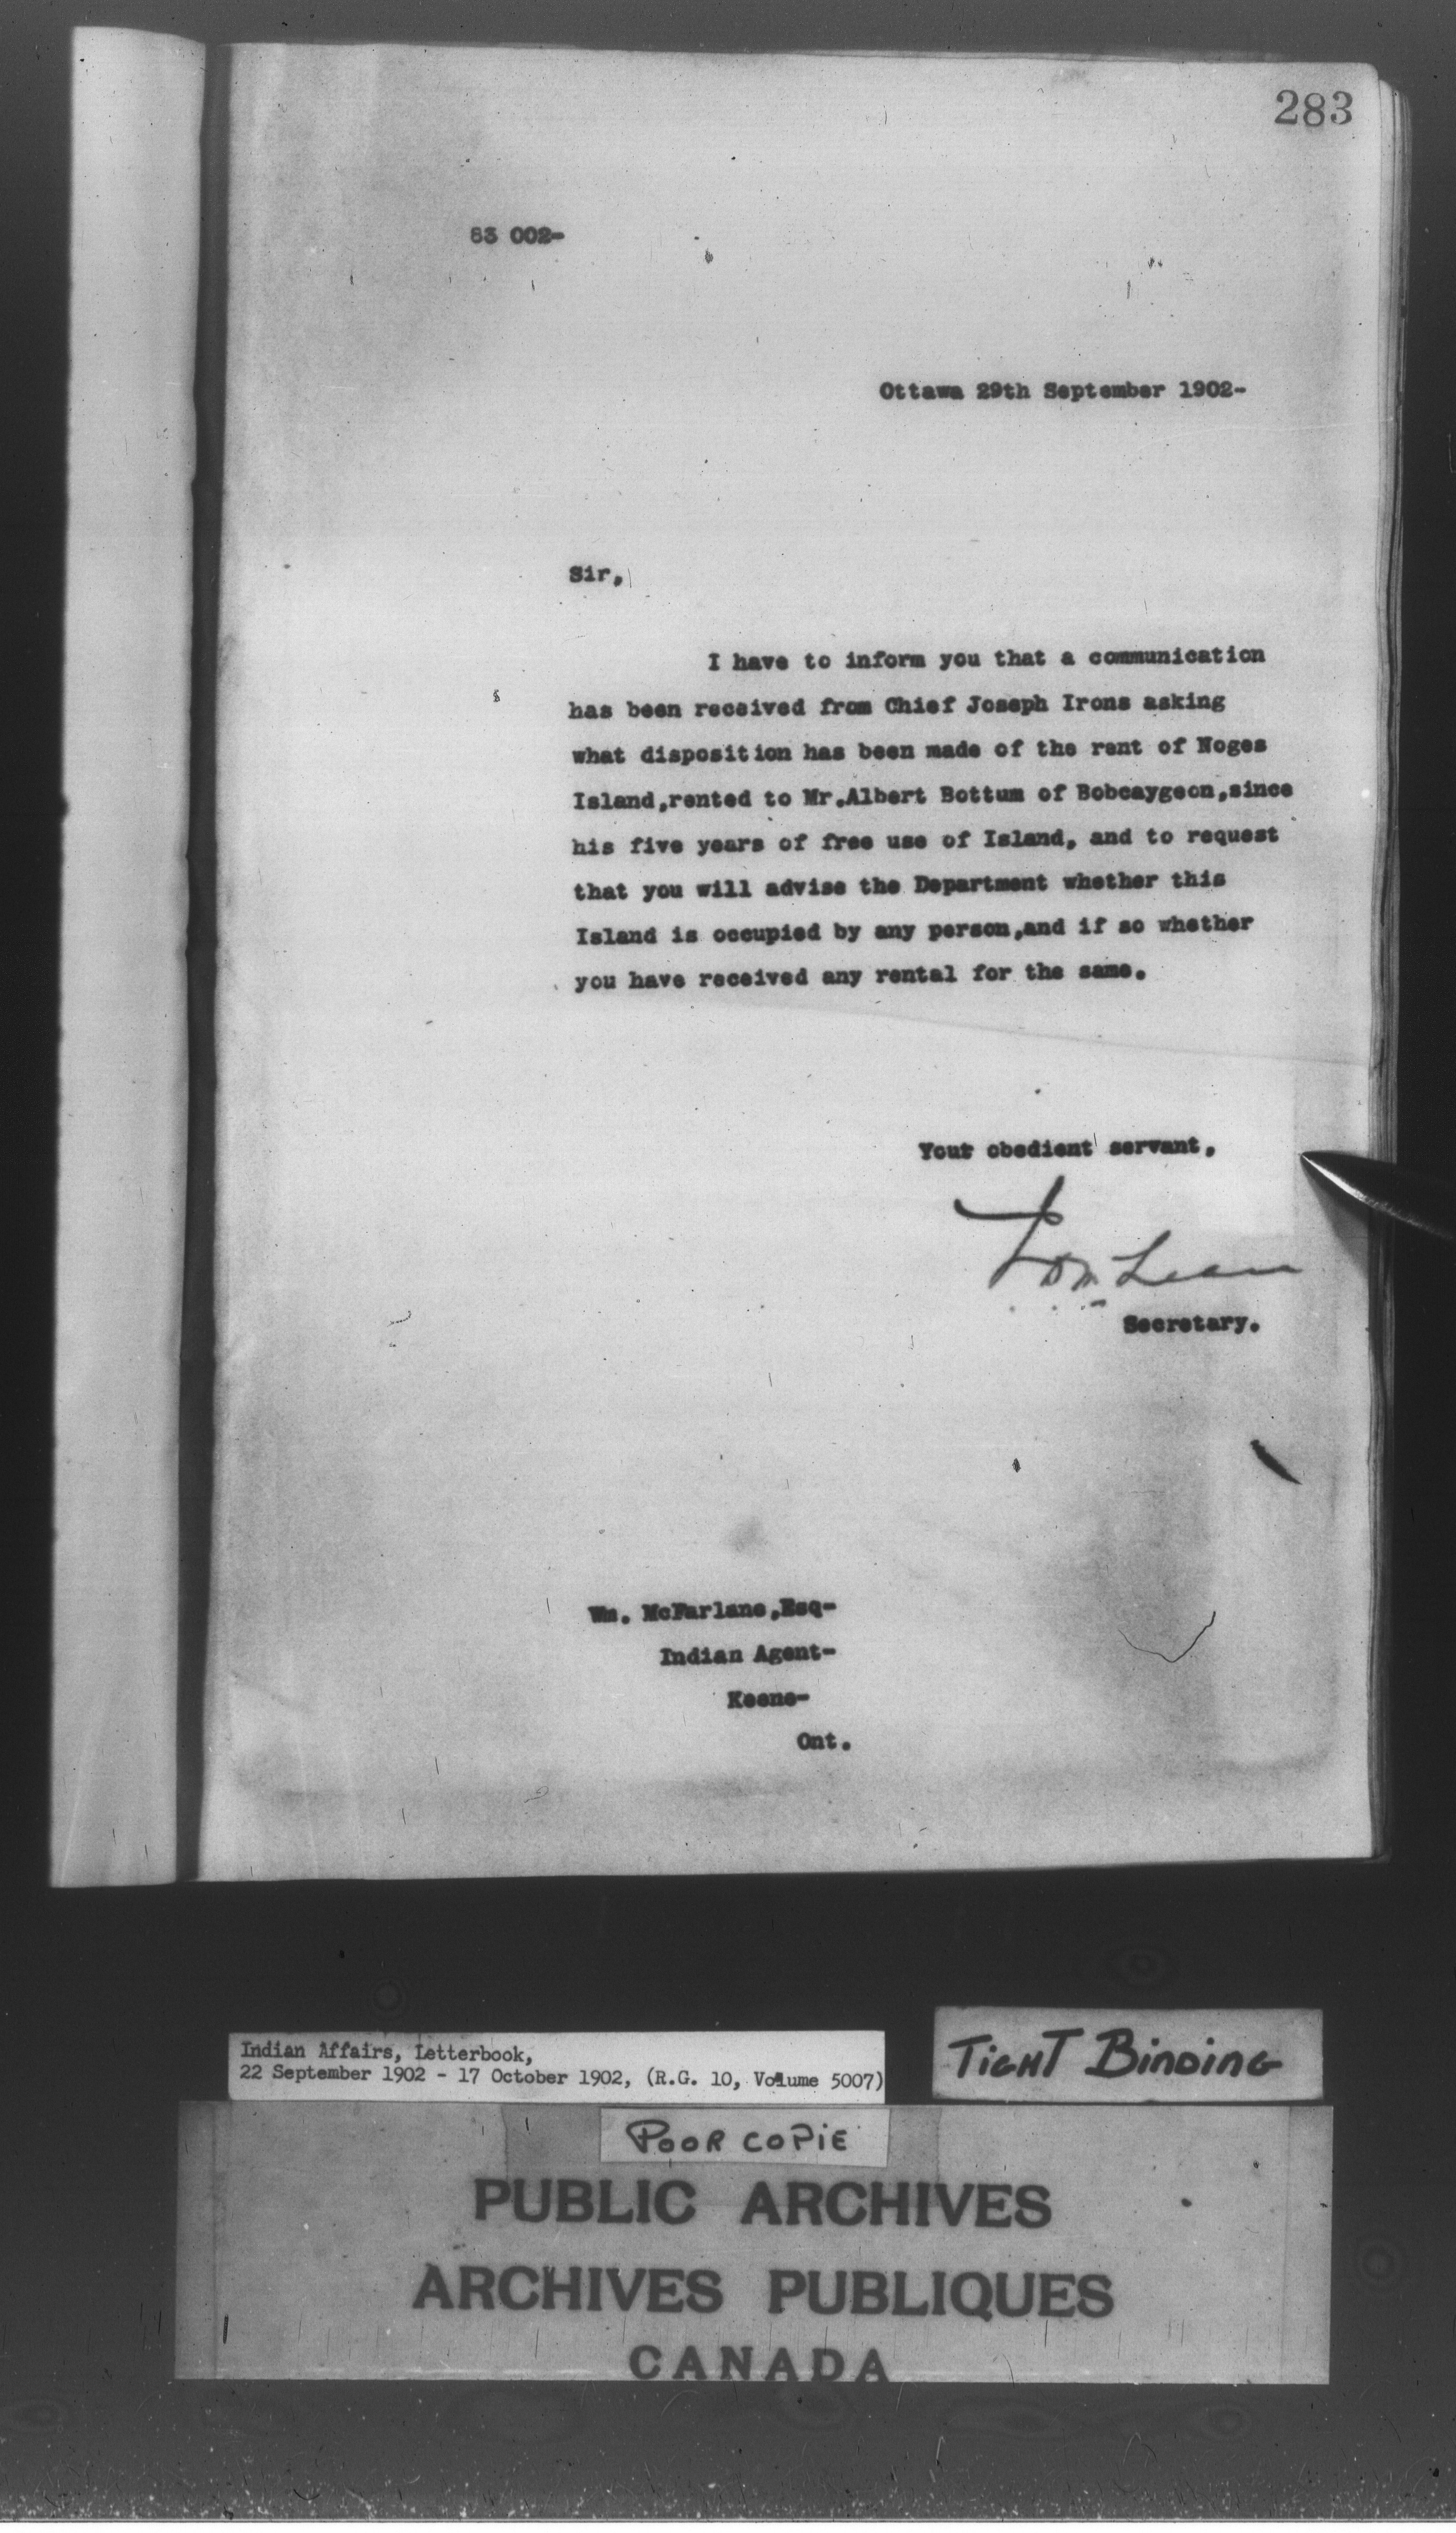 283
83 002-
Ottawa 29th September 1902-
Sir,
I have to inform you that a communication
has been received from Chief Joseph Irons asking
what disposition has been made of the rent of Noges
Island,rented to Mr.Albert Bottum of Bobcaygeon,since
his five years of free use of Island, and to request
that you will advise the Department whether this
Island is occupied by any person,and if so whether
you have received any rental for the same.
Your obedient servant,
Secretary.
Wm. McFarlane,Esq-
Indian Agent-
Keene-
Ont.
Indian Affairs, Letterbook,
22 September 1902 - 17 October 1902, (R.G. 10, Volume 5007)
TIGHT BINDING
POOR COPIE
PUBLIC ARCHIVES
ARCHIVES PUBLIQUES
CANADA